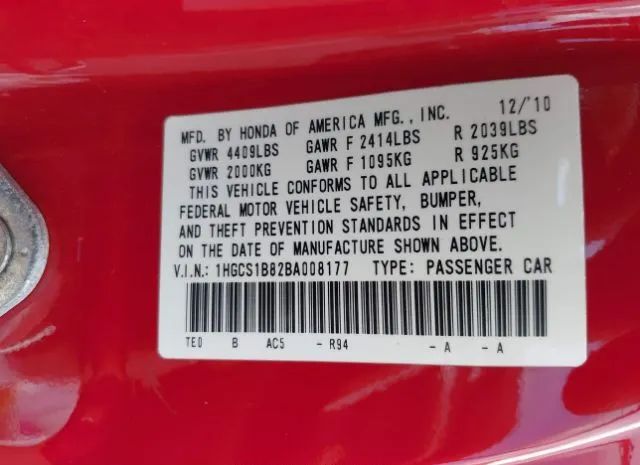 MFD. BY HONDA OF AMERICA MFG., INC. 12/'10
GVWR 4409LBS GAWR F 2414LBS R 2039LBS
GVWR 2000KG GAWR F 1095KG R 925KG
THIS VEHICLE CONFORMS TO ALL APPLICABLE
FEDERAL MOTOR VEHICLE SAFETY, BUMPER,
AND THEFT PREVENTION STANDARDS IN EFFECT
ON THE DATE OF MANUFACTURE SHOWN ABOVE.
V.I.N.: 1HGCS1B82BA008177 TYPE: PASSENGER CAR
TE0 B AC5 - R94 - A - A